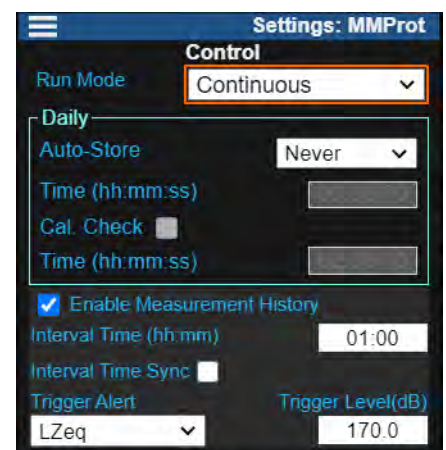 Settings: MMProt
Control
Run Mode Continuous
Daily
Auto-Store Never
Time (hh:mm:ss)
Cal. Check
Time (hh:mm:ss)
Enable Measurement History
Interval Time (hh:mm) 01:00
Interval Time Sync
Trigger Alert Trigger Level(dB)
LZeq 170.0